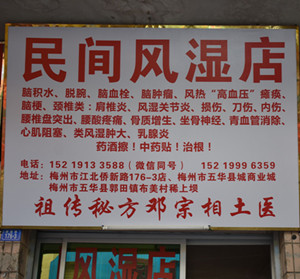 民间风湿店
脑积水、脱腕、脑血栓、脑肿瘤、风热“高血压”瘫痪、
脑梗、颈椎类：肩椎炎、风湿关节炎、损伤、刀伤、内伤、
腰椎盘突出、腰酸疼痛、骨质增生、坐骨神经、青血管消除、
心肌阻塞、类风湿肿大、乳腺炎
药酒擦！中药贴！治根！
电话：152 1913 3588（微信同号） 152 1999 6359
地址：梅州市江北侨新路176-3店、梅州市五华县城商业城
梅州市五华县郭田镇布美村稀上坝
祖传秘方邓宗相土医
风湿店